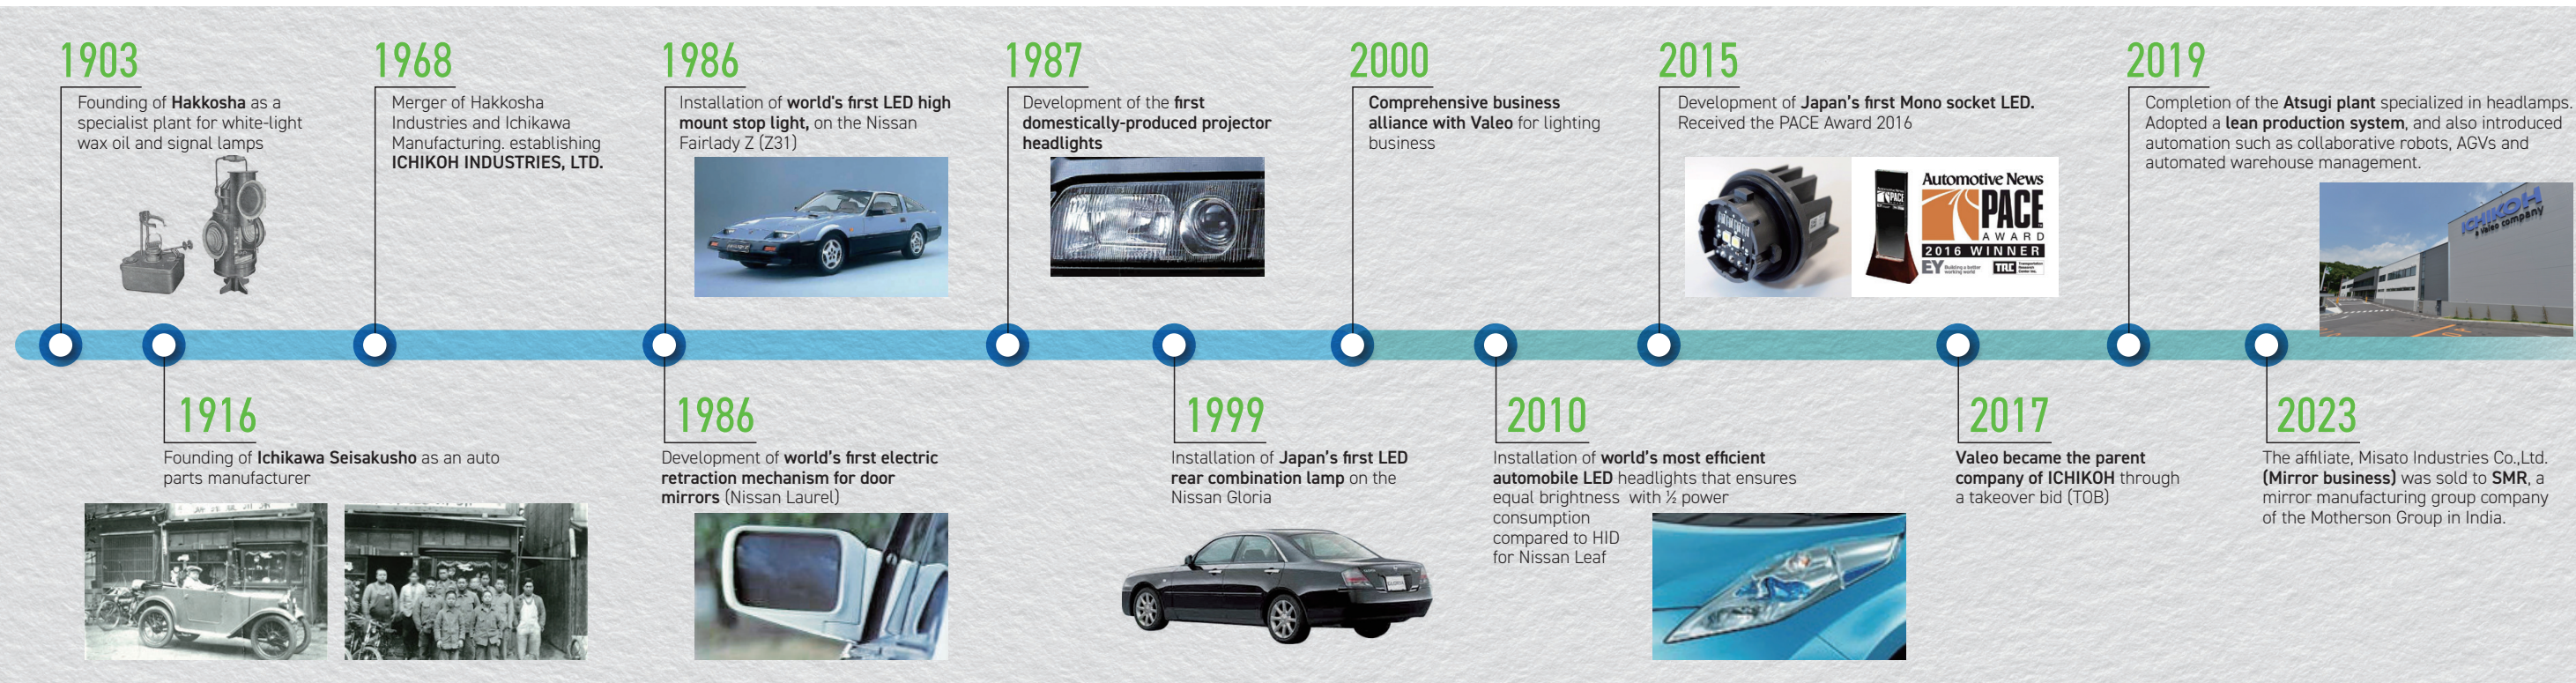 1903
Founding of Hakkosha as a
specialist plant for white-light
wax oil and signal lamps
1916
Founding of Ichikawa Seisakusho as an auto
parts manufacturer
1968
Merger of Hakkosha
Industries and Ichikawa
Manufacturing. establishing
ICHIKOH INDUSTRIES, LTD.
1986
Installation of world's first LED high
mount stop light, on the Nissan
Fairlady Z (Z31)
1986
Development of world's first electric
retraction mechanism for door
mirrors (Nissan Laurel)
1987
Development of the first
domestically-produced projector
headlights
1999
Installation of Japan's first LED
rear combination lamp on the
Nissan Gloria
2000
Comprehensive business
alliance with Valeo for lighting
business
2010
Installation of world's most efficient
automobile LED headlights that ensures
equal brightness with ½ power
consumption
compared to HID
for Nissan Leaf
2015
Development of Japan's first Mono socket LED.
Received the PACE Award 2016
Automotive News
PACE
AWARD
2016 WINNER
EY Building a better
working world
TRC Transportation
Research
Center Inc.
2017
Valeo became the parent
company of ICHIKOH through
a takeover bid (TOB)
2019
Completion of the Atsugi plant specialized in headlamps.
Adopted a lean production system, and also introduced
automation such as collaborative robots, AGVs and
automated warehouse management.
ICHIKOH
a Valeo company
2023
The affiliate, Misato Industries Co.,Ltd.
(Mirror business) was sold to SMR, a
mirror manufacturing group company
of the Motherson Group in India.